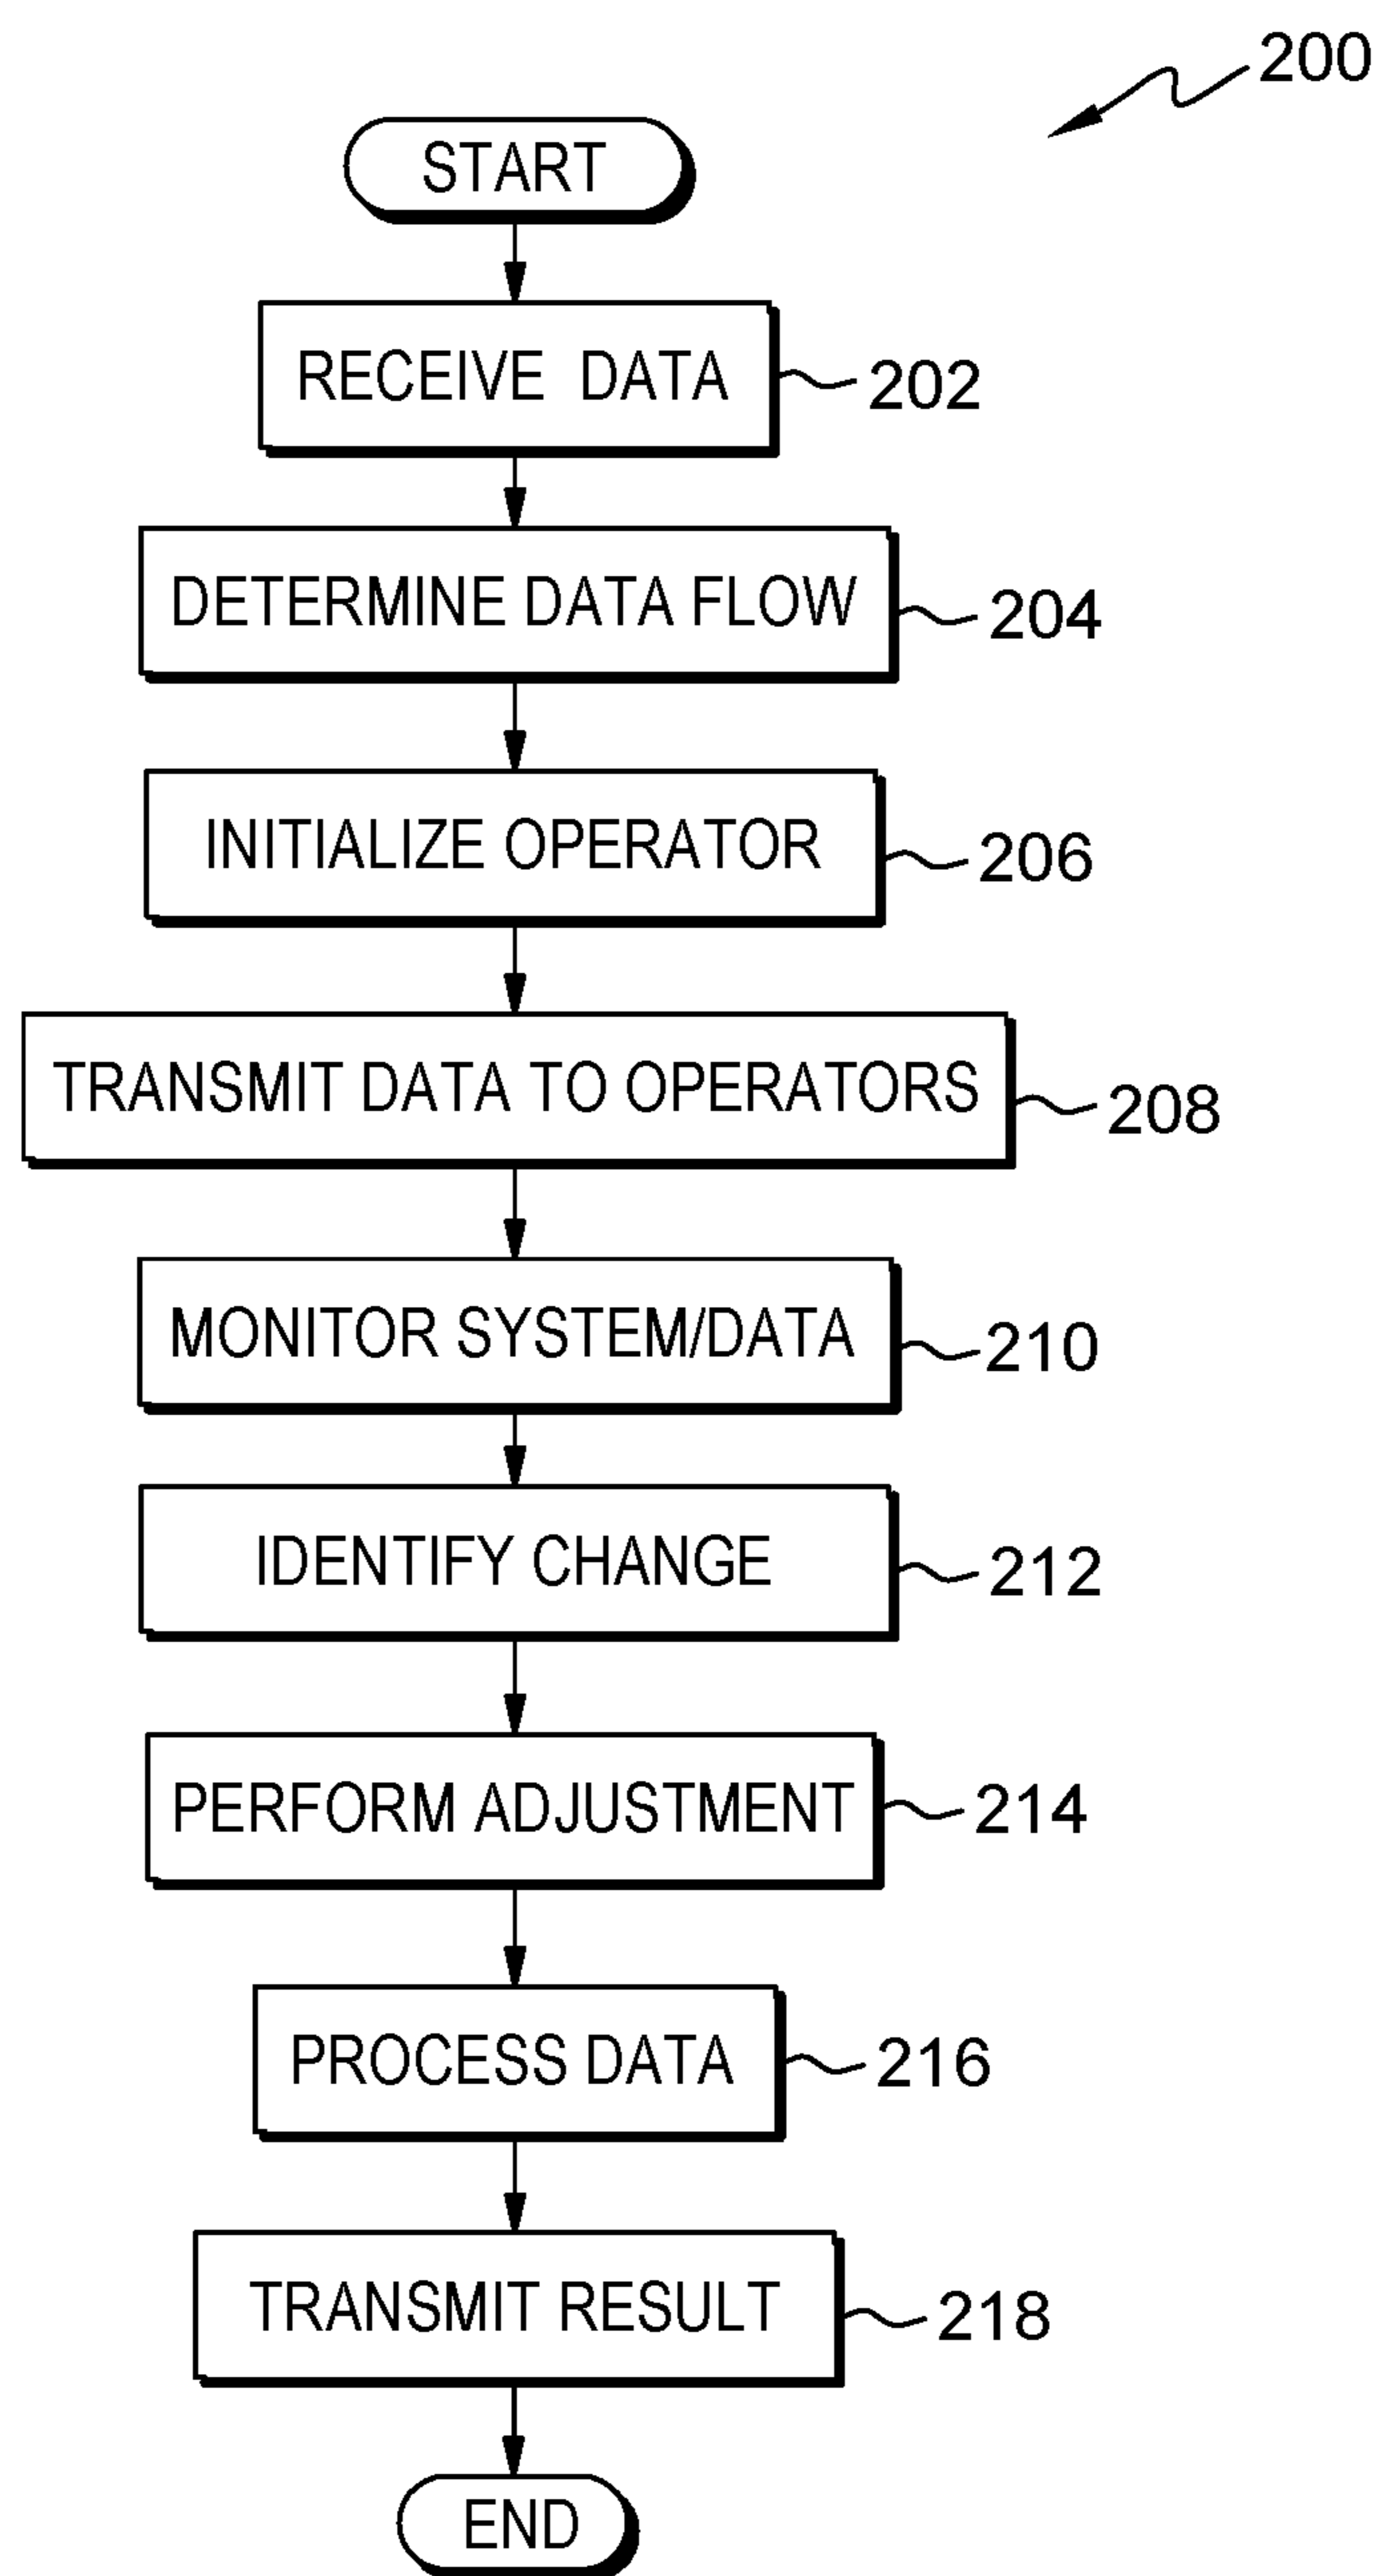 200
START
RECEIVE DATA
202
DETERMINE DATA FLOW
204
INITIALIZE OPERATOR
206
TRANSMIT DATA TO OPERATORS
208
MONITOR SYSTEM/DATA
210
IDENTIFY CHANGE
212
PERFORM ADJUSTMENT
214
PROCESS DATA
216
TRANSMIT RESULT
218
END